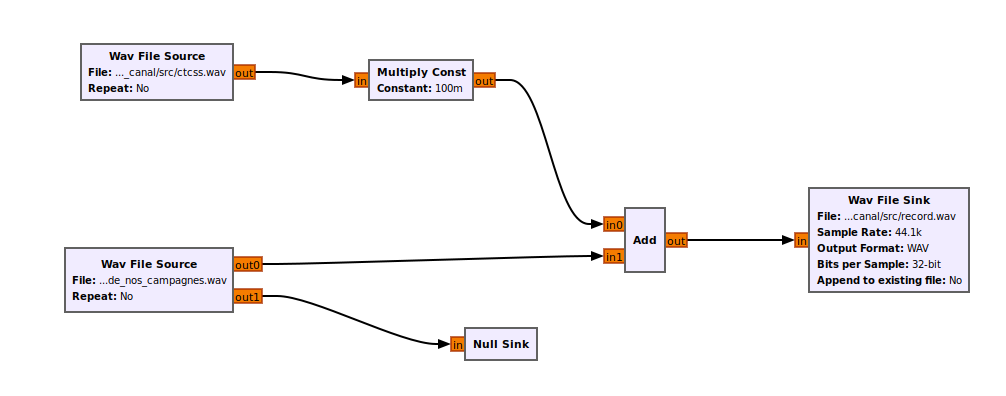 Wav File Source
File: ..._canal/src/ctcss.wav
Repeat: No
out
in
Multiply Const
Constant: 100m
out
Wav File Source
File: ...de_nos_campagnes.wav
Repeat: No
out0
out1
in
Null Sink
in0
in1
Add
out
in
Wav File Sink
File: ...canal/src/record.wav
Sample Rate: 44.1k
Output Format: WAV
Bits per Sample: 32-bit
Append to existing file: No